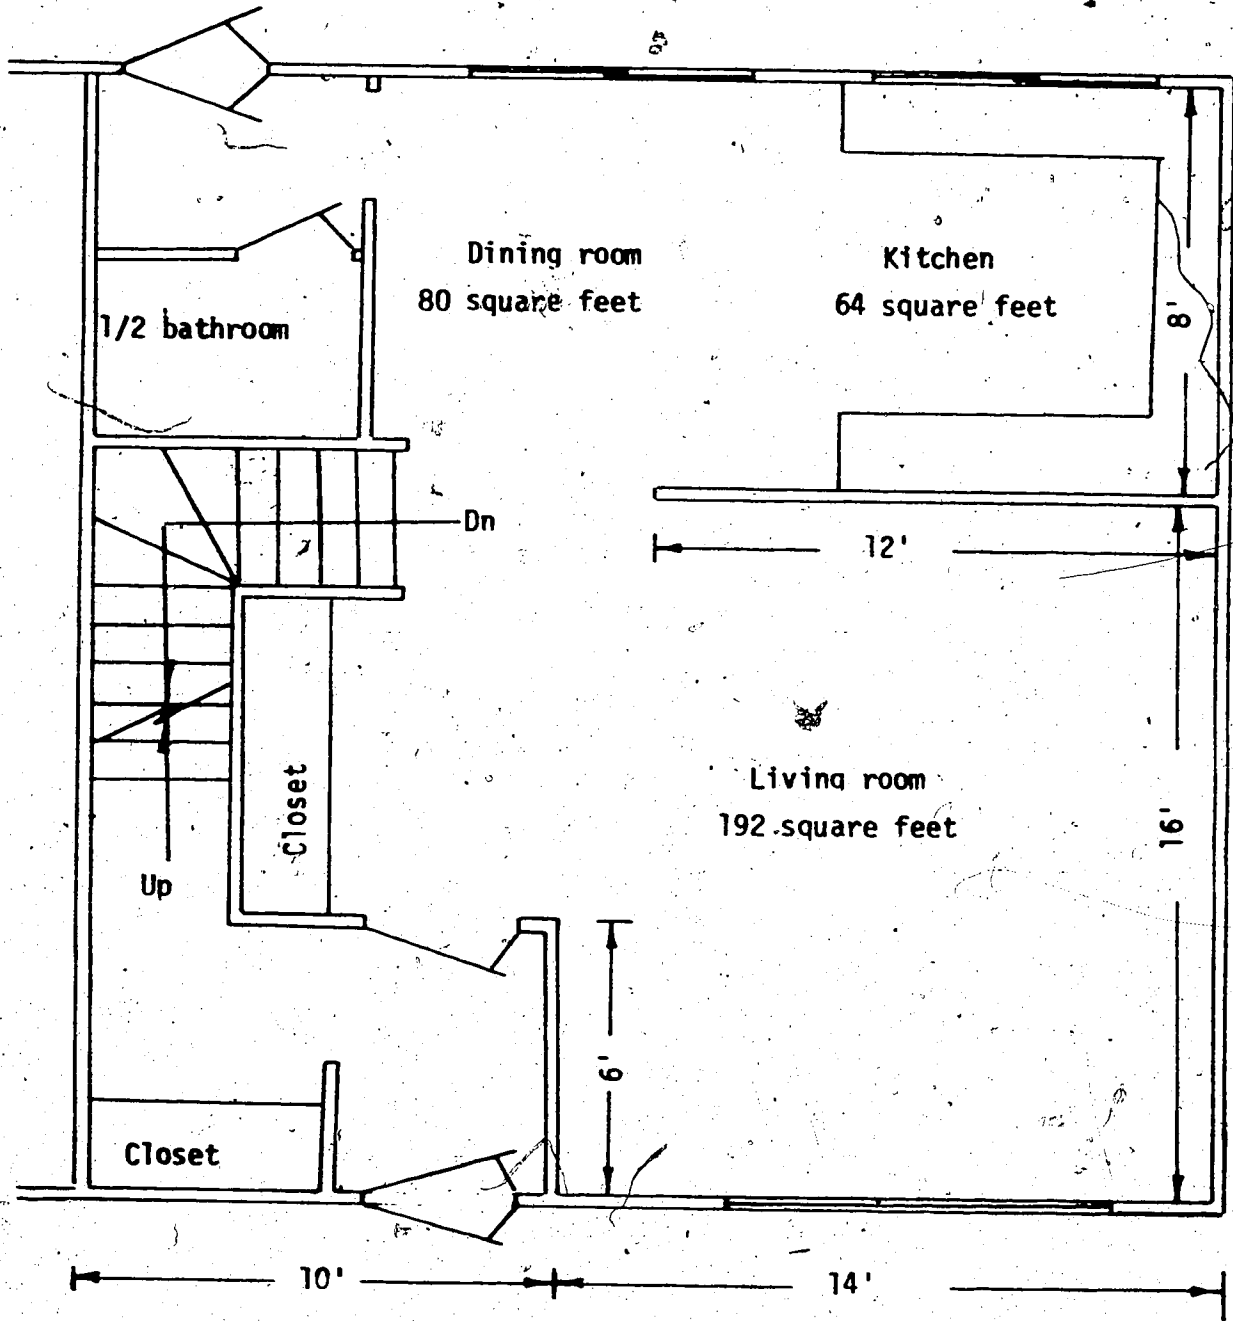 Dining room
80 square feet
Kitchen
64 square feet
8'
1/2 bathroom
Dn
12'
Living room
192 square feet
16'
Closet
Up
6'
Closet
10'
14'